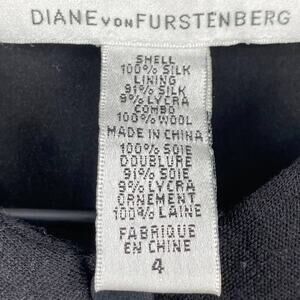 DIANE VON FURSTENBERG
SHELL
100% SILK
LINING
91% SILK
9% LYCRA
COMBO
100% WOOL
MADE IN CHINA
100% SOIE
DOUBLURE
91% SOIE
9% LYCRA
ORNEMENT
100% LAINE
FABRIQUE
EN CHINE
4